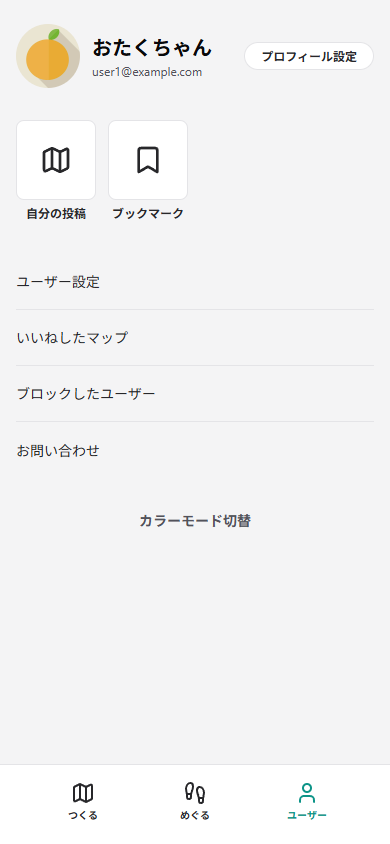 おたくちゃん
user1@example.com
プロフィール設定
自分の投稿
ブックマーク
ユーザー設定
いいねしたマップ
ブロックしたユーザー
お問い合わせ
カラーモード切替
つくる
めぐる
ユーザー